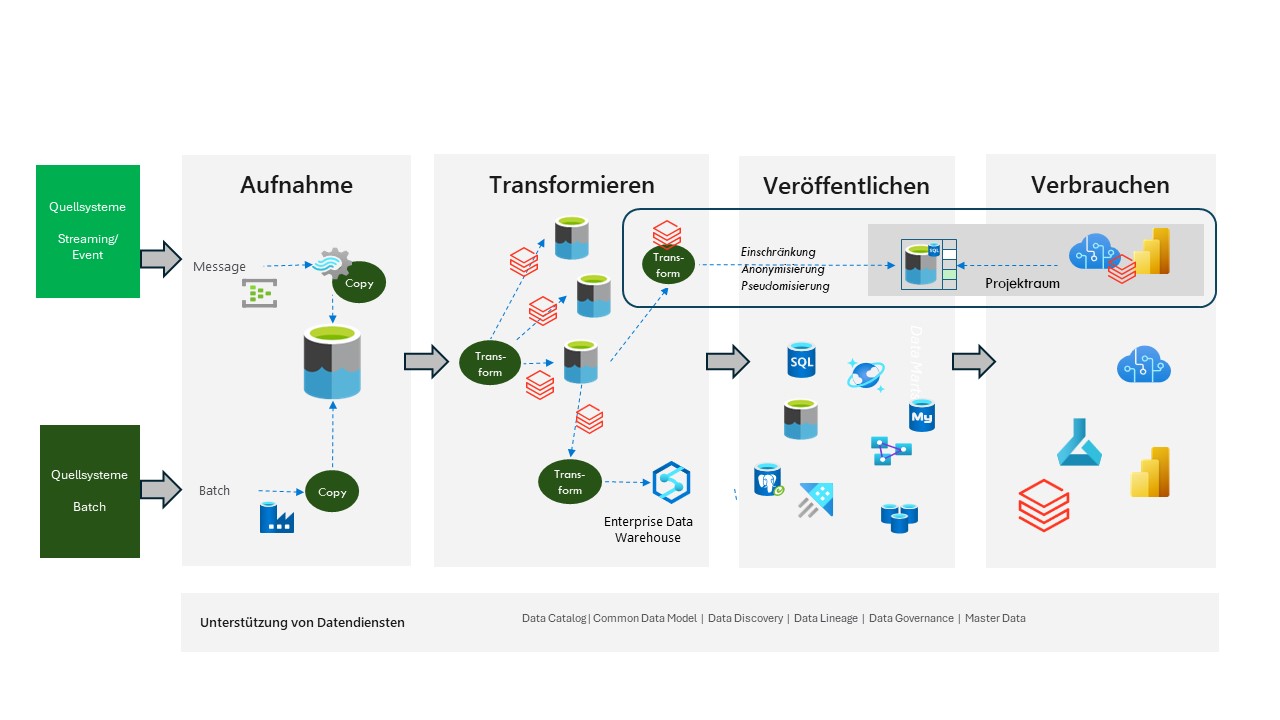 Aufnahme
Transformieren
Veröffentlichen
Verbrauchen
Quellsysteme
Streaming/
Event
Message
Copy
Trans-
form
Einschränkung
Anonymisierung
Pseudomisierung
SQL
Projektraum
Trans-
form
SQL
Data Mart
My
Quellsysteme
Batch
Batch
Copy
Trans-
form
Enterprise Data
Warehouse
Unterstützung von Datendiensten
Data Catalog | Common Data Model | Data Discovery | Data Lineage | Data Governance | Master Data